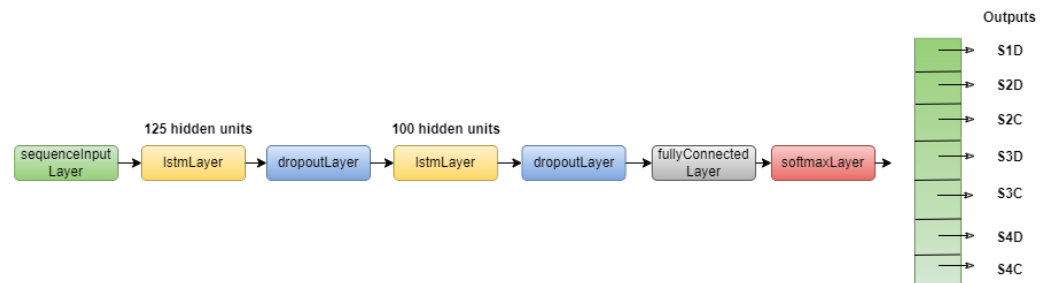 Outputs
S1D
S2D
S2C
S3D
S3C
S4D
S4C
125 hidden units
100 hidden units
sequenceInput
Layer
lstmLayer
dropoutLayer
lstmLayer
dropoutLayer
fullyConnected
Layer
softmaxLayer